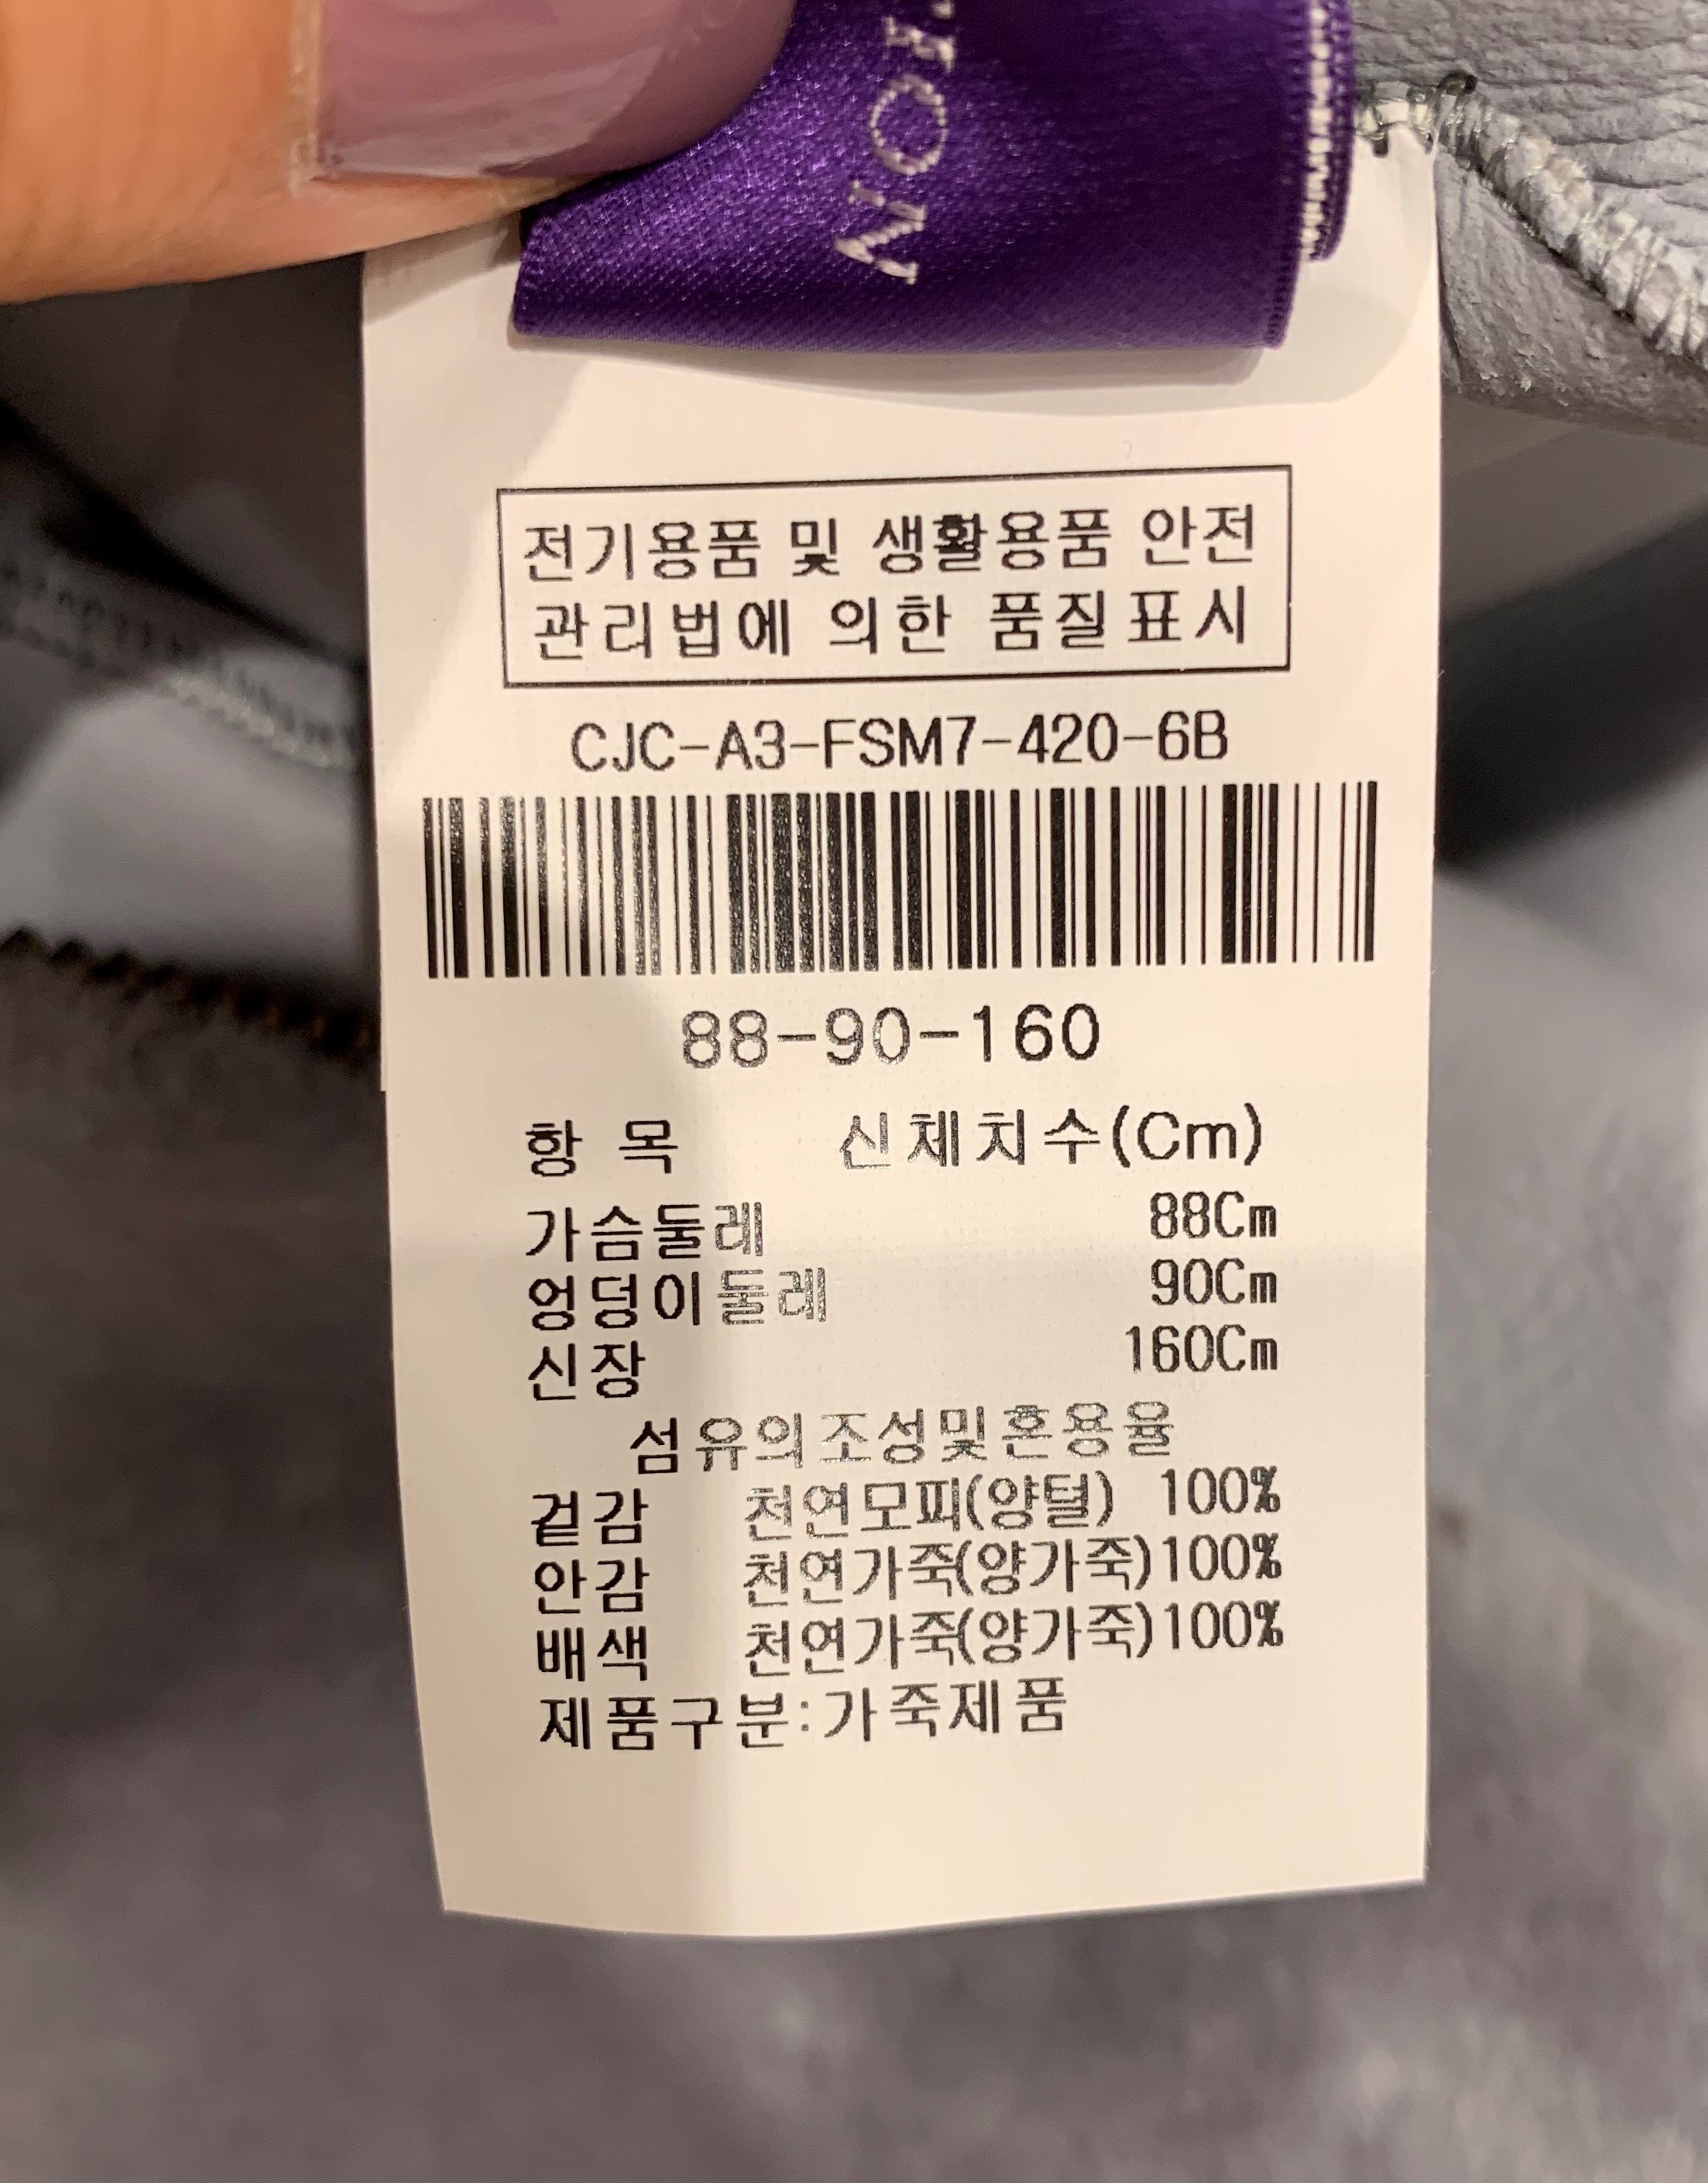 전기용품 및 생활용품 안전
관리법에 의한 품질표시
CJC-A3-FSM7-420-6B
88-90-160
항 목 신체치수(Cm)
가슴둘레 88Cm
엉덩이둘레 90Cm
신장 160Cm
섬유의조성및혼용율
겉감 천연모피(양털) 100%
안감 천연가죽(양가죽)100%
배색 천연가죽(양가죽)100%
제품구분:가죽제품